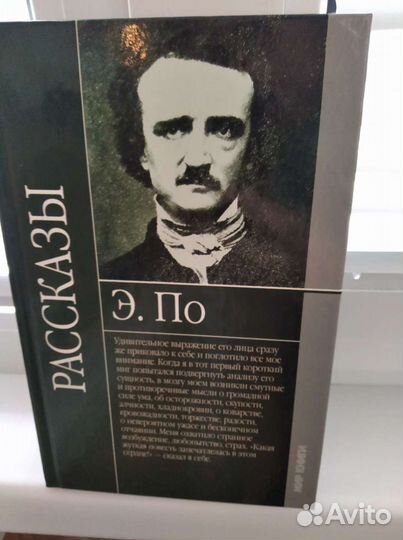 РАССКАЗЫ
Э. По
Удивительное выражение его лица сразу
же приковало к себе и поглотило все мое
внимание. Когда я в тот первый короткий
миг попытался подвергнуть анализу его
сущность, в мозгу моем возникли смутные
и противоречивые мысли о громадной
силе ума, об осторожности, скупости,
алчности, хладнокровии, о коварстве,
кровожадности, торжестве, радости,
о невероятном ужасе и бесконечном
отчаянии. Меня охватило странное
возбуждение, любопытство, страх. «Какая
жуткая повесть запечатлелась в этом
сердце!» — сказал я себе.
МИР КНИГИ
Avito